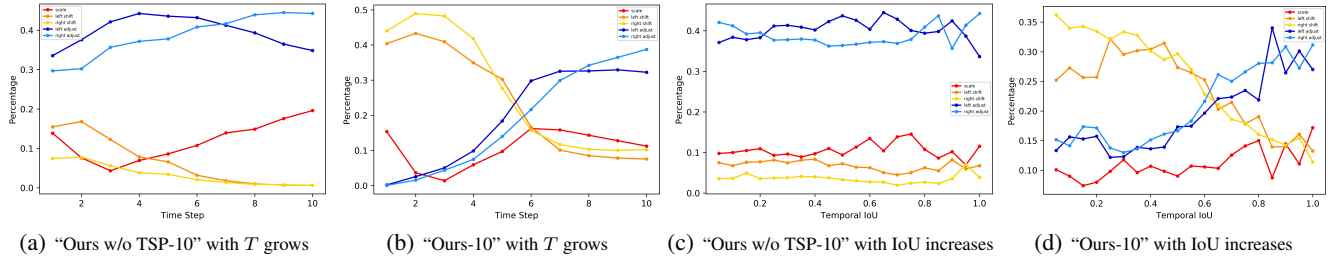 scale
left shift
right shift
left adjust
right adjust
Percentage
0.4
0.3
0.2
0.1
0.0
2
4
6
8
10
Time Step
(a) “Ours w/o TSP-10” with T grows
scale
left shift
right shift
left adjust
right adjust
Percentage
0.5
0.4
0.3
0.2
0.1
0.0
2
4
6
8
10
Time Step
(b) “Ours-10” with T grows
scale
left shift
right shift
left adjust
right adjust
Percentage
0.4
0.3
0.2
0.1
0.0
0.2
0.4
0.6
0.8
1.0
Temporal IoU
(c) “Ours w/o TSP-10” with IoU increases
scale
left shift
right shift
left adjust
right adjust
Percentage
0.35
0.30
0.25
0.20
0.15
0.10
0.2
0.4
0.6
0.8
1.0
Temporal IoU
(d) “Ours-10” with IoU increases